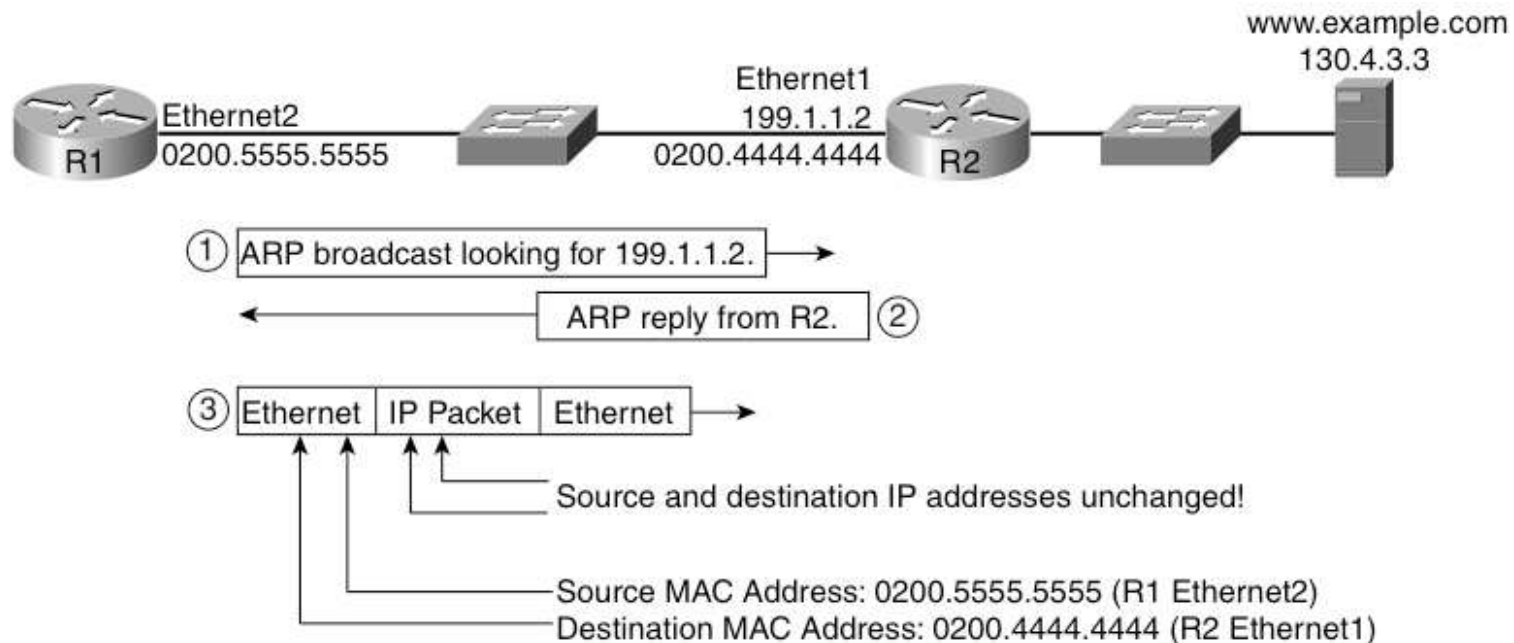 www.example.com
130.4.3.3
Ethernet1
Ethernet2
199.1.1.2
0200.5555.5555
0200.4444.4444
R1
R2
1 ARP broadcast looking for 199.1.1.2.
ARP reply from R2. 2
3 Ethernet IP Packet Ethernet
Source and destination IP addresses unchanged!
Source MAC Address: 0200.5555.5555 (R1 Ethernet2)
Destination MAC Address: 0200.4444.4444 (R2 Ethernet1)